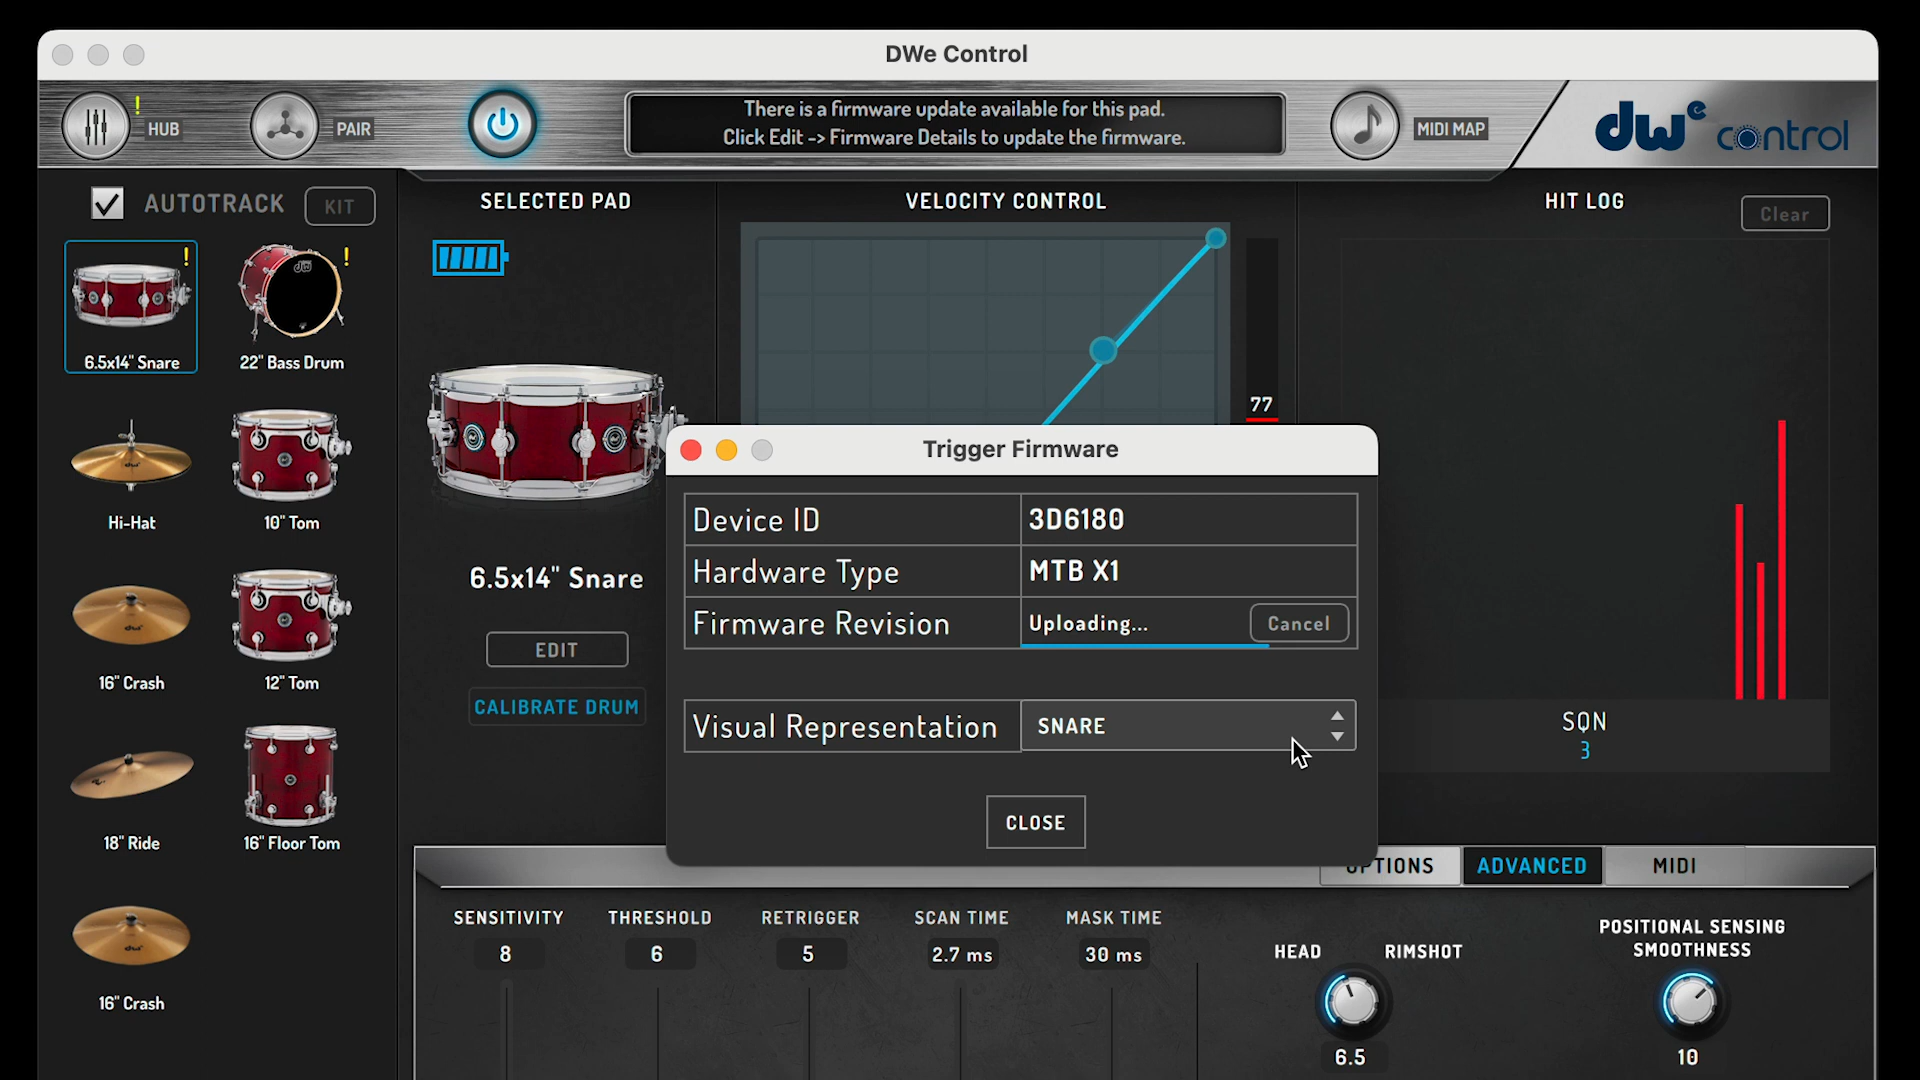 DWe Control
!
HUB
PAIR
There is a firmware update available for this pad.
Click Edit -> Firmware Details to update the firmware.
MIDI MAP
dwe control
AUTOTRACK
KIT
SELECTED PAD
VELOCITY CONTROL
HIT LOG
Clear
!
!
6.5x14" Snare
22" Bass Drum
77
Trigger Firmware
Device ID
3D6180
Hardware Type
MTB X1
Firmware Revision
Uploading...
Cancel
Visual Representation
SNARE
CLOSE
Hi-Hat
10" Tom
6.5x14" Snare
EDIT
CALIBRATE DRUM
16" Crash
12" Tom
SQN
3
18" Ride
16" Floor Tom
OPTIONS
ADVANCED
MIDI
16" Crash
SENSITIVITY
THRESHOLD
RETRIGGER
SCAN TIME
MASK TIME
8
6
5
2.7 ms
30 ms
HEAD
RIMSHOT
6.5
POSITIONAL SENSING
SMOOTHNESS
10